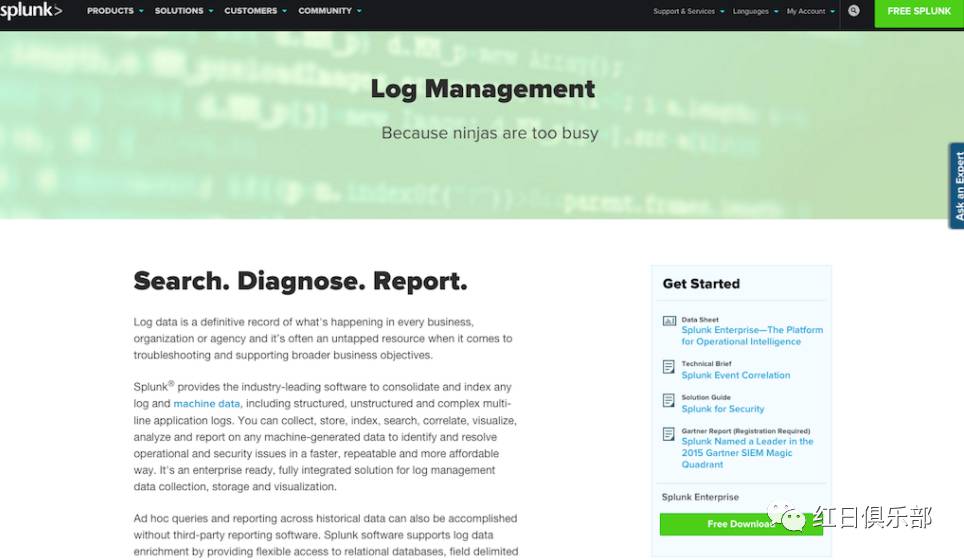 splunk> PRODUCTS SOLUTIONS CUSTOMERS COMMUNITY Support & Services Languages My Account FREE SPLUNK
Log Management
Because ninjas are too busy
Ask an Expert
Search. Diagnose. Report.
Log data is a definitive record of what's happening in every business,
organization or agency and it's often an untapped resource when it comes to
troubleshooting and supporting broader business objectives.
Splunk® provides the industry-leading software to consolidate and index any
log and machine data, including structured, unstructured and complex multi-
line application logs. You can collect, store, index, search, correlate, visualize,
analyze and report on any machine-generated data to identify and resolve
operational and security issues in a faster, repeatable and more affordable
way. It's an enterprise ready, fully integrated solution for log management
data collection, storage and visualization.
Ad hoc queries and reporting across historical data can also be accomplished
without third-party reporting software. Splunk software supports log data
enrichment by providing flexible access to relational databases, field delimited
Get Started
Data Sheet
Splunk Enterprise—The Platform
for Operational Intelligence
Technical Brief
Splunk Event Correlation
Solution Guide
Splunk for Security
Gartner Report (Registration Required)
Splunk Named a Leader in the
2015 Gartner SIEM Magic
Quadrant
Splunk Enterprise
Free Download
红日俱乐部